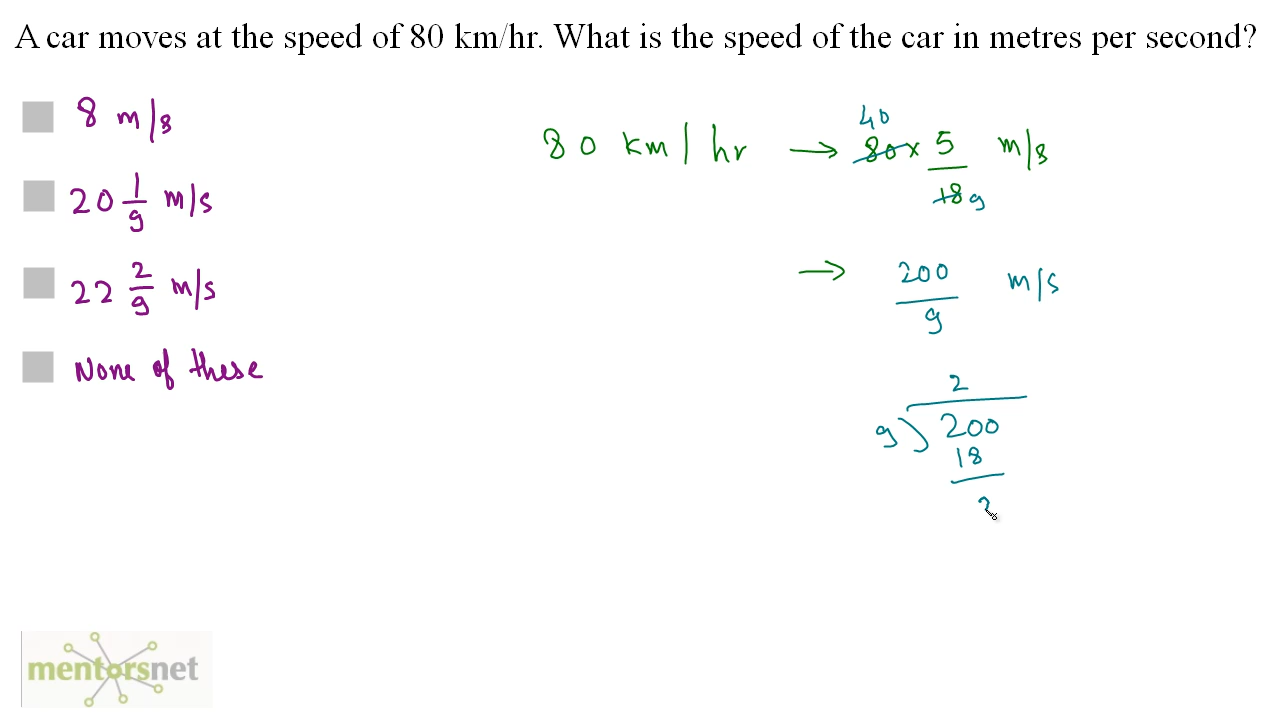 A car moves at the speed of 80 km/hr. What is the speed of the car in metres per second?
8 m/s
20 1/9 m/s
22 2/9 m/s
None of these
40
80 km/hr → 80 × 5 m/s
18 9
→ 200/9 m/s
2
9 ) 200
18
2
mentorsnet